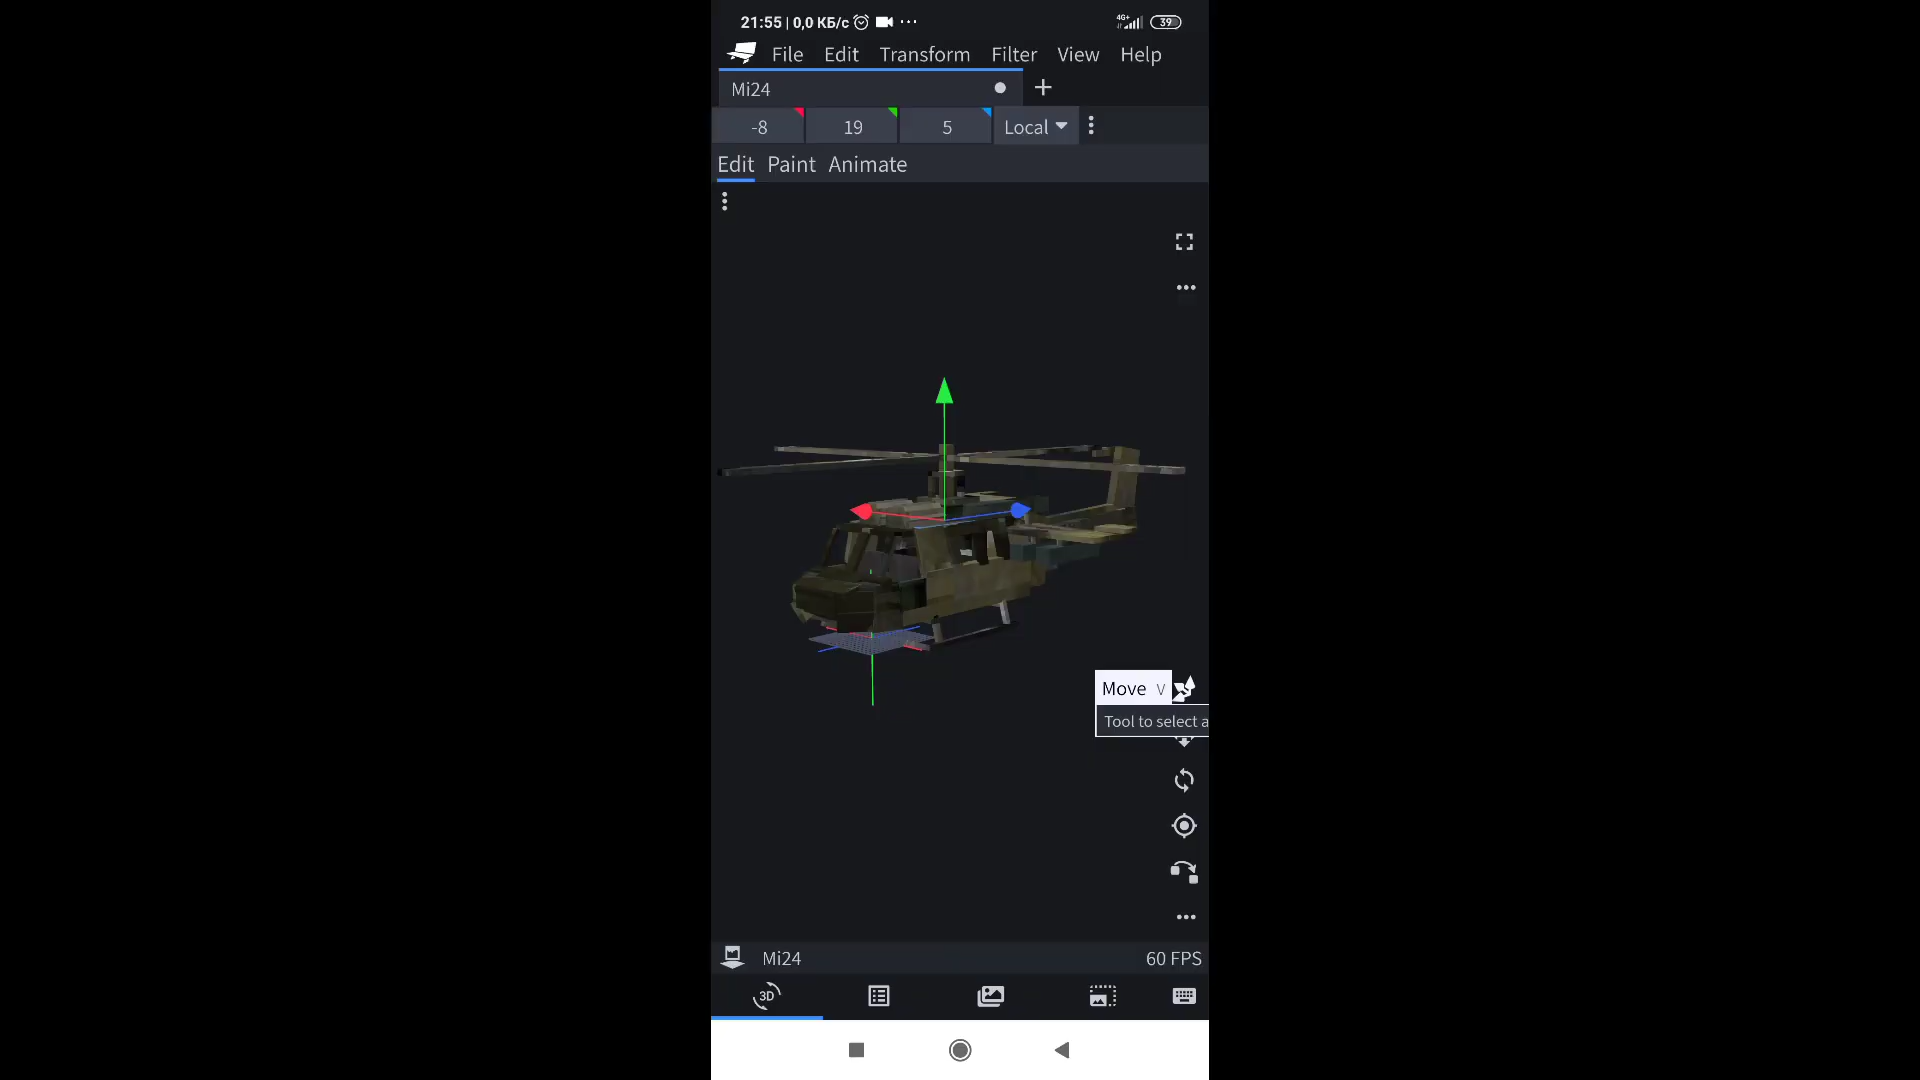 21:55 | 0,0 КБ/с ... 4G+ 39
File Edit Transform Filter View Help
Mi24
-8 19 5 Local
Edit Paint Animate
Move V
Tool to select a
Mi24 60 FPS
3D